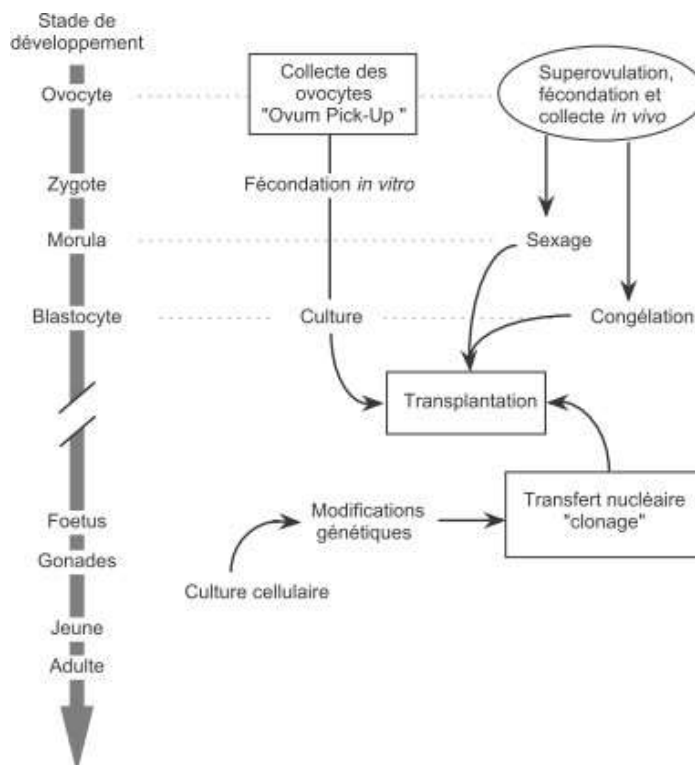 Stade de
développement
Ovocyte
Collecte des
ovocytes
"Ovum Pick-Up "
Superovulation,
fécondation et
collecte in vivo
Zygote
Fécondation in vitro
Morula
Sexage
Blastocyte
Culture
Congélation
Transplantation
Foetus
Gonades
Modifications
génétiques
Transfert nucléaire
"clonage"
Culture cellulaire
Jeune
Adulte